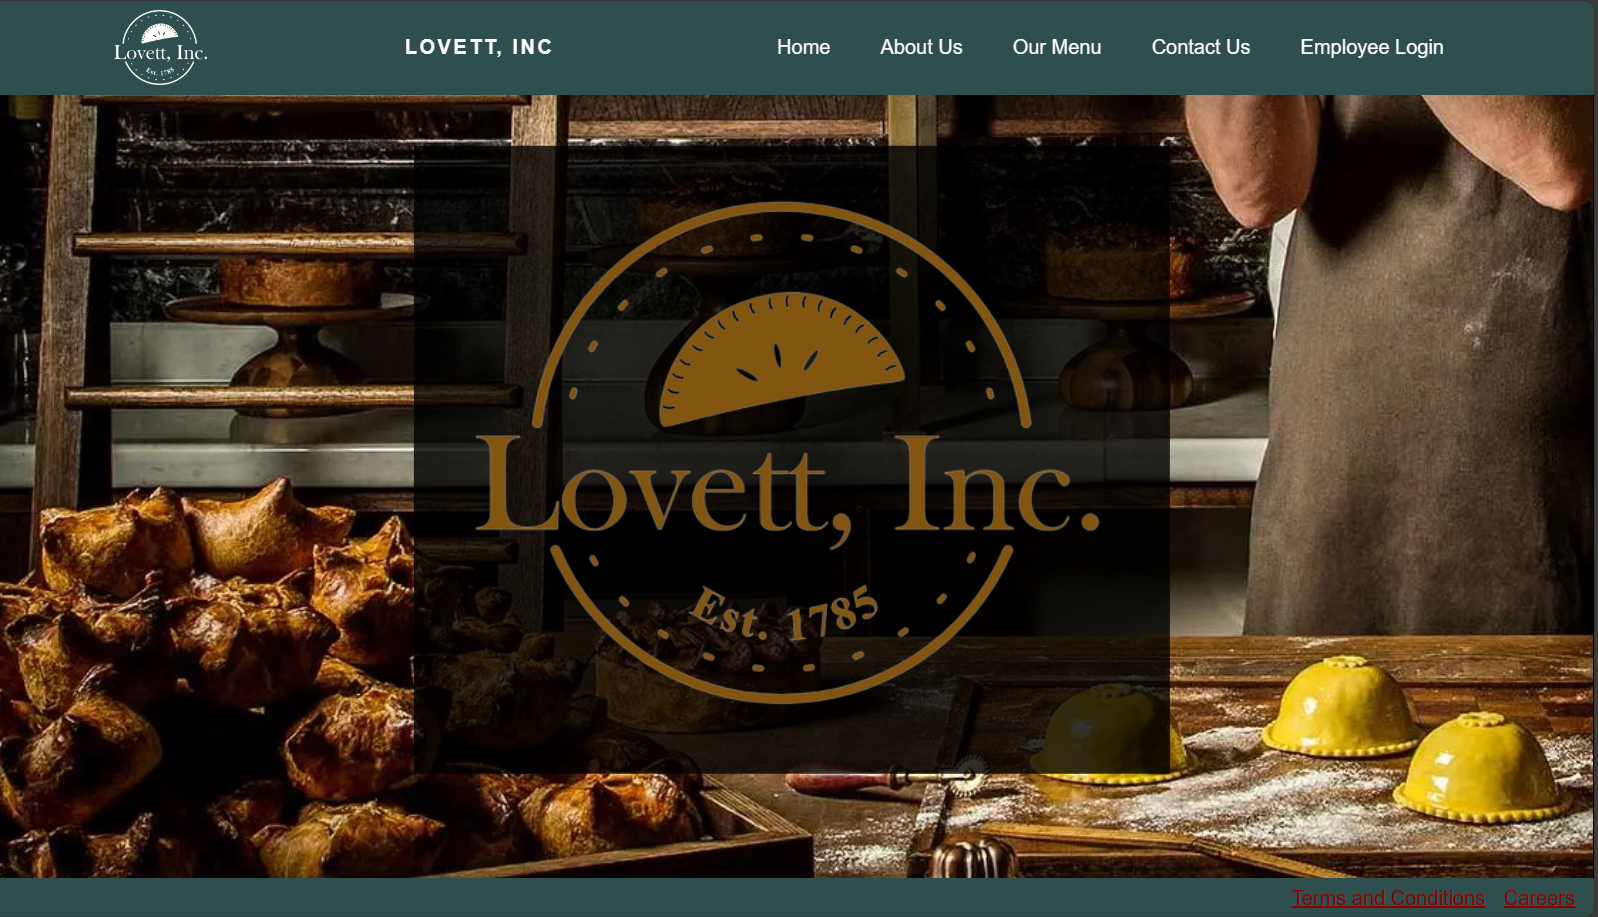 Lovett, Inc.
Est. 1785
LOVETT, INC
Home
About Us
Our Menu
Contact Us
Employee Login
Lovett, Inc.
Est. 1785
Terms and Conditions
Careers